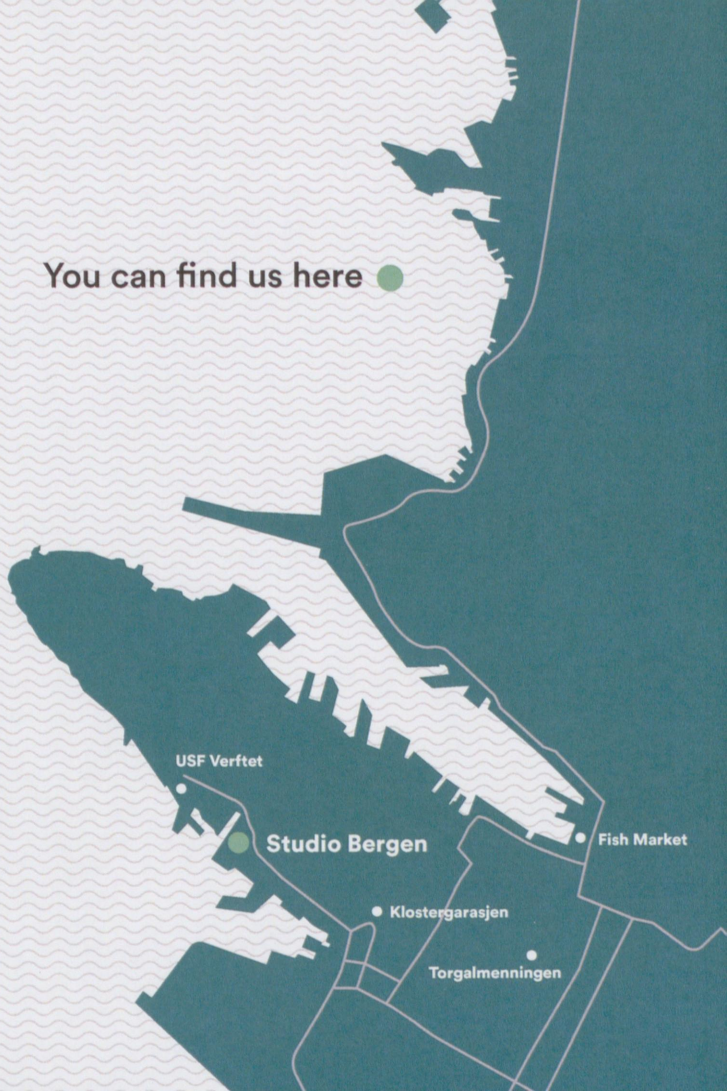 You can find us here
USF Verftet
Studio Bergen
Fish Market
Klostergarasjen
Torgalmenningen